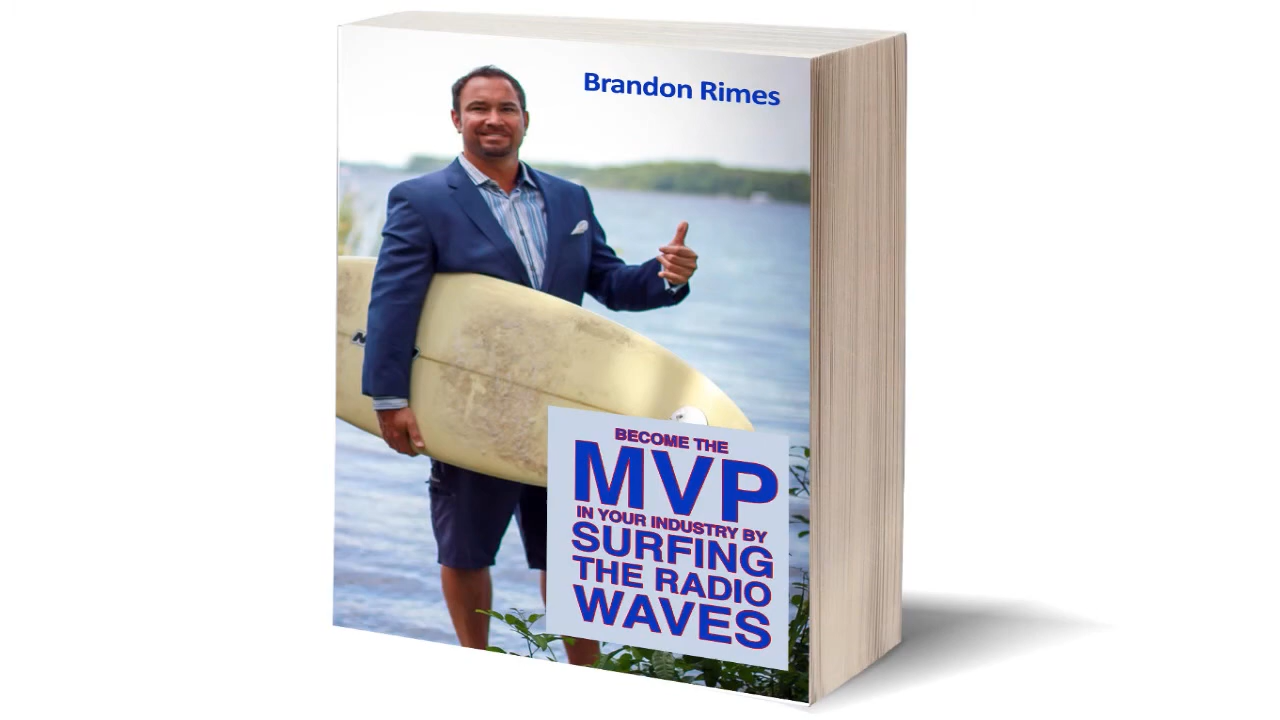 Brandon Rimes
BECOME THE
MVP
IN YOUR INDUSTRY BY
SURFING
THE RADIO
WAVES